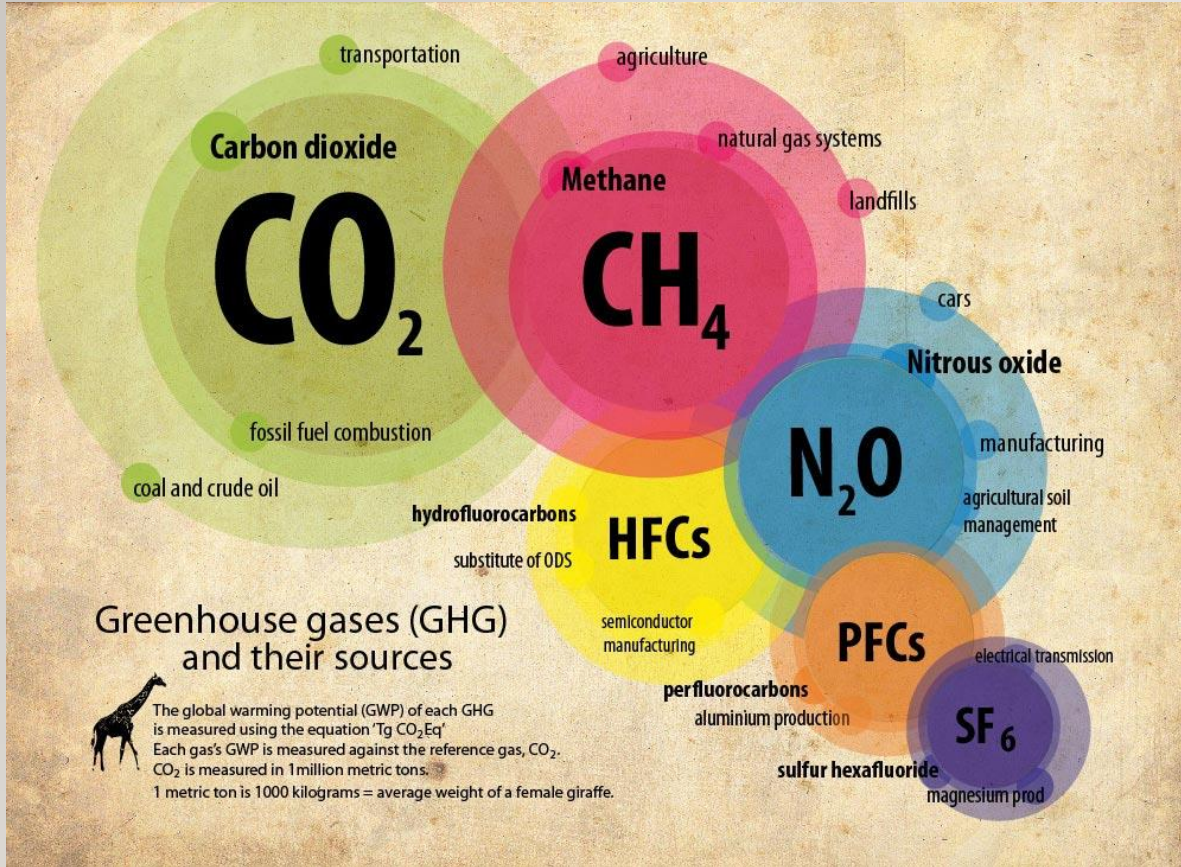 transportation
Carbon dioxide
CO2
fossil fuel combustion
coal and crude oil
agriculture
natural gas systems
landfills
Methane
CH4
cars
Nitrous oxide
N2O
manufacturing
agricultural soil
management
hydrofluorocarbons
HFCs
substitute of ODS
semiconductor
manufacturing
PFCs
perfluorocarbons
aluminium production
electrical transmission
SF6
sulfur hexafluoride
magnesium prod
Greenhouse gases (GHG)
and their sources
The global warming potential (GWP) of each GHG
is measured using the equation ‘Tg CO2Eq’
Each gas's GWP is measured against the reference gas, CO2.
CO2 is measured in 1million metric tons.
1 metric ton is 1000 kilograms = average weight of a female giraffe.